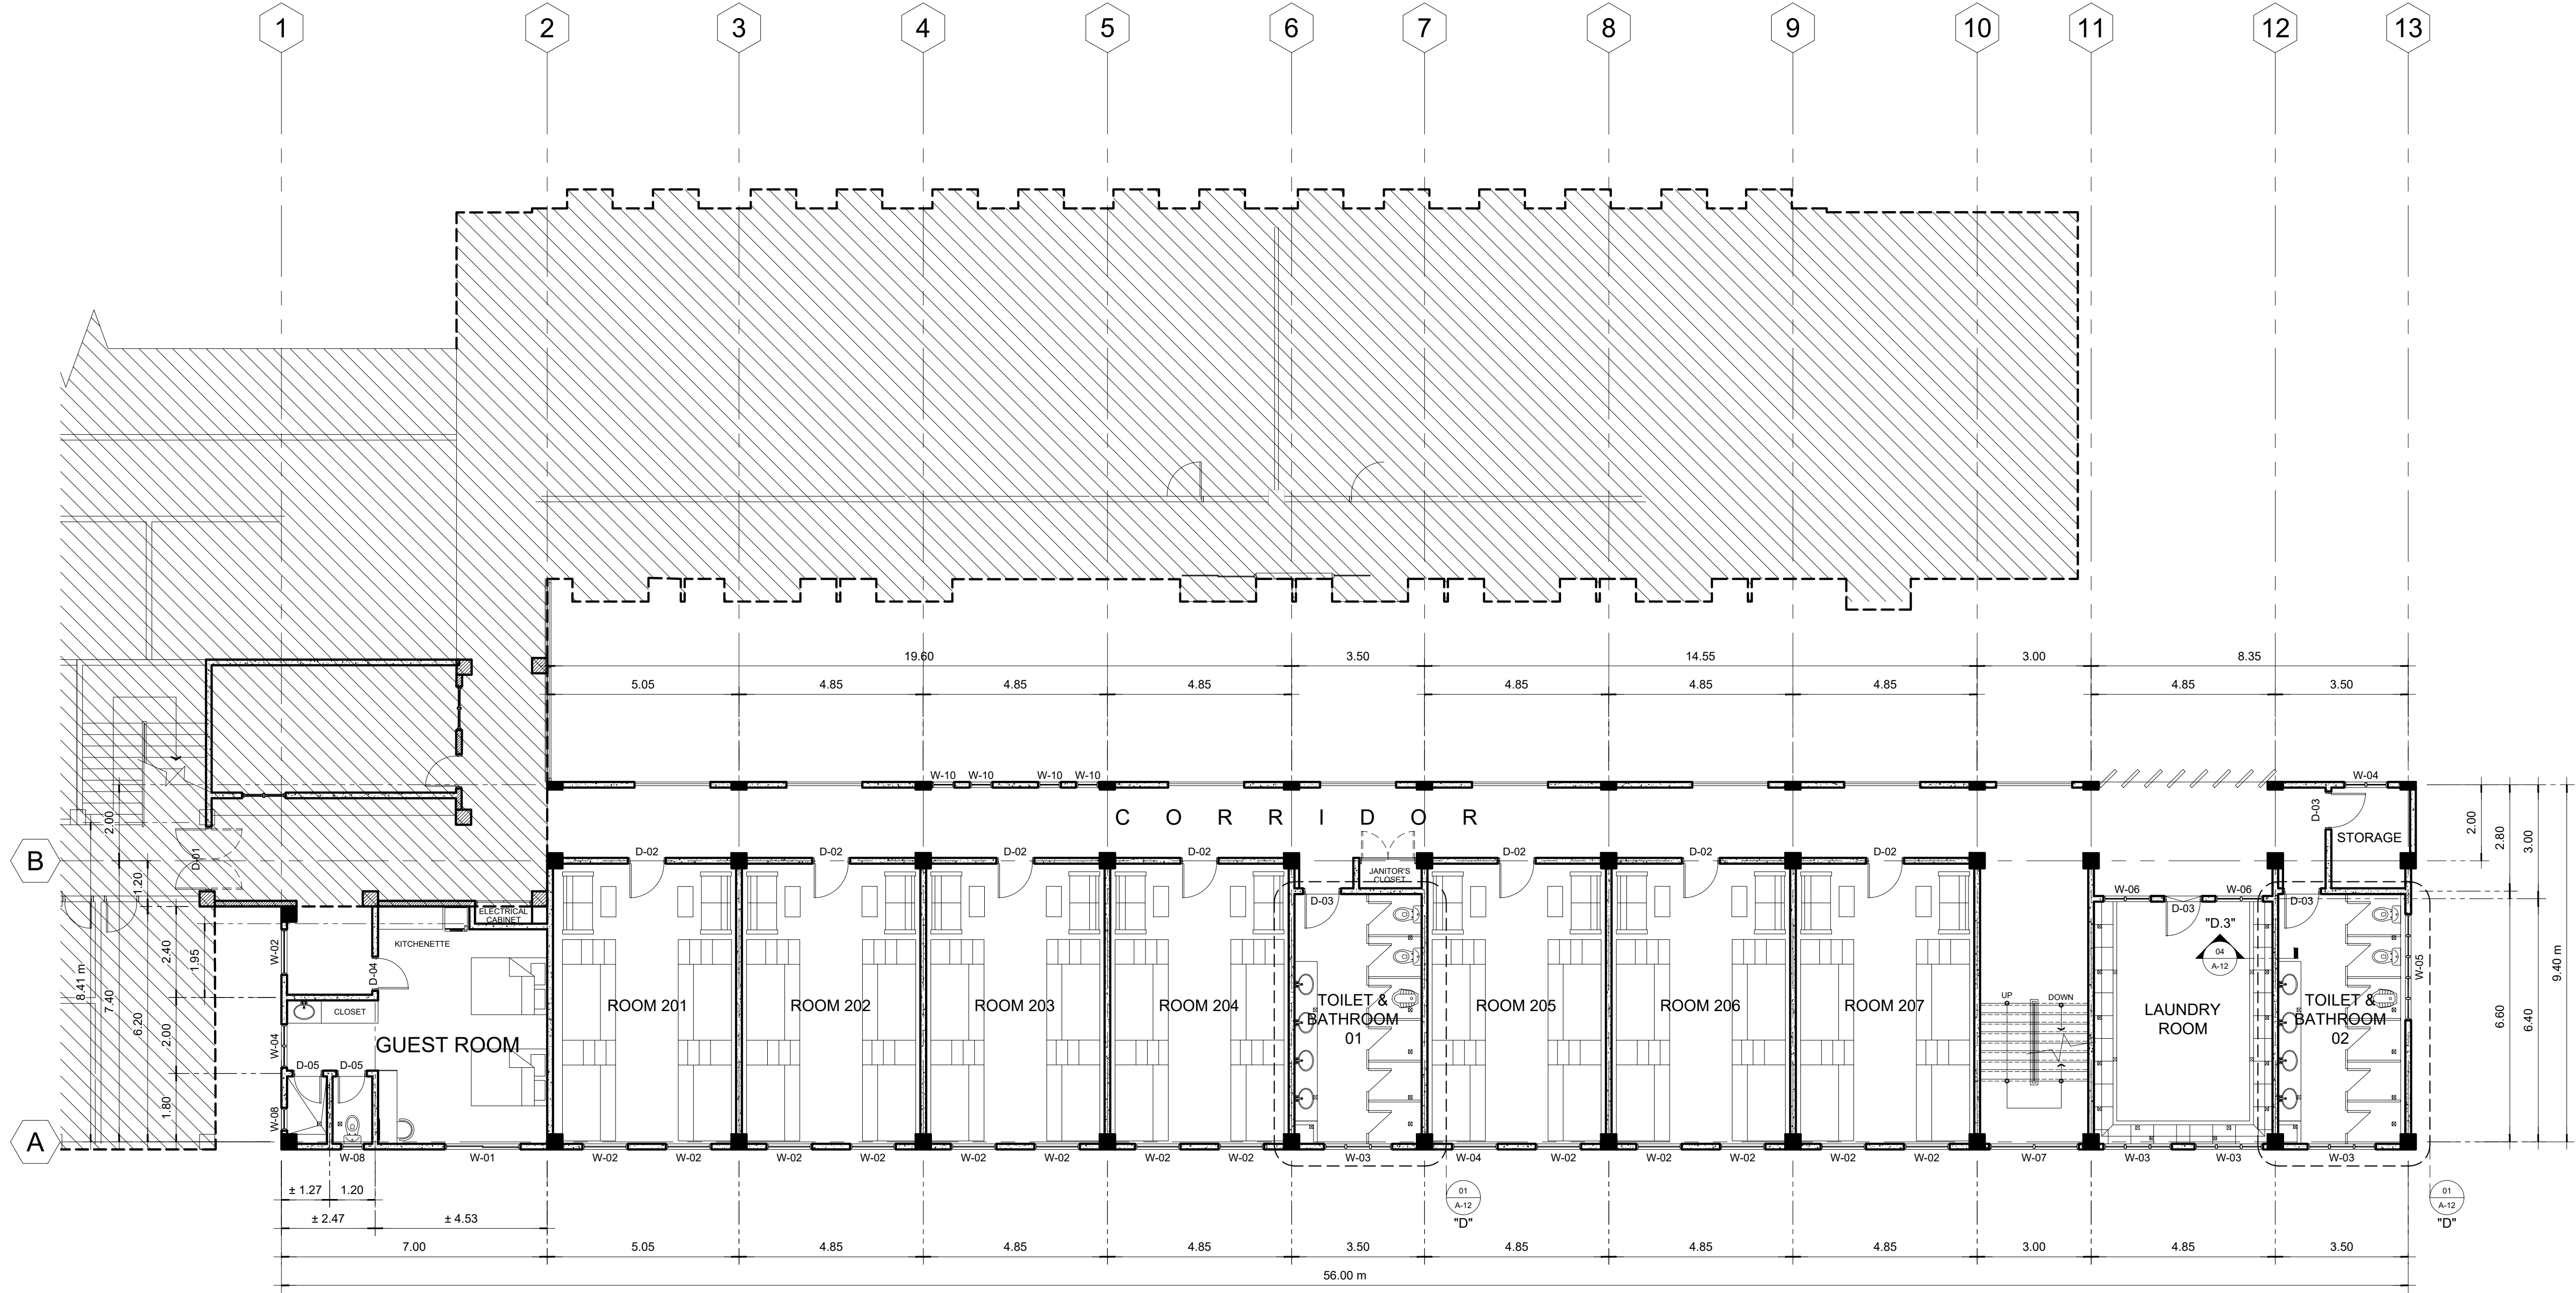 1 2 3 4 5 6 7 8 9 10 11 12 13
19.60 3.50 14.55 3.00 8.35
5.05 4.85 4.85 4.85 4.85 4.85 4.85 4.85 3.50
W-10 W-10 W-10 W-10 W-04
2.00
D-03
2.00 2.80 3.00
CORRIDOR
STORAGE
B
D-01
1.20
D-02 D-02 D-02 D-02 D-02 D-02 D-02
JANITOR'S
CLOSET
ELECTRICAL
CABINET
W-06 W-06
D-03 D-03 D-03
"D.3"
04
A-12
KITCHENETTE
W-02
D-04
2.40
1.95
8.41 m
7.40
6.20
W-05
9.40 m
6.60
6.40
ROOM 201
ROOM 202
ROOM 203
ROOM 204
TOILET &
BATHROOM
01
ROOM 205
ROOM 206
ROOM 207
UP DOWN
LAUNDRY
ROOM
TOILET &
BATHROOM
02
CLOSET
GUEST ROOM
2.00
W-04
D-05 D-05
1.80
W-08
A
W-08 W-01 W-02 W-02 W-02 W-02 W-02 W-02 W-02 W-02 W-03 W-04 W-02 W-02 W-02 W-02 W-02 W-07 W-03 W-03 W-03
± 1.27 1.20
01
A-12
"D"
01
A-12
"D"
± 2.47 ± 4.53
7.00 5.05 4.85 4.85 4.85 3.50 4.85 4.85 4.85 3.00 4.85 3.50
56.00 m